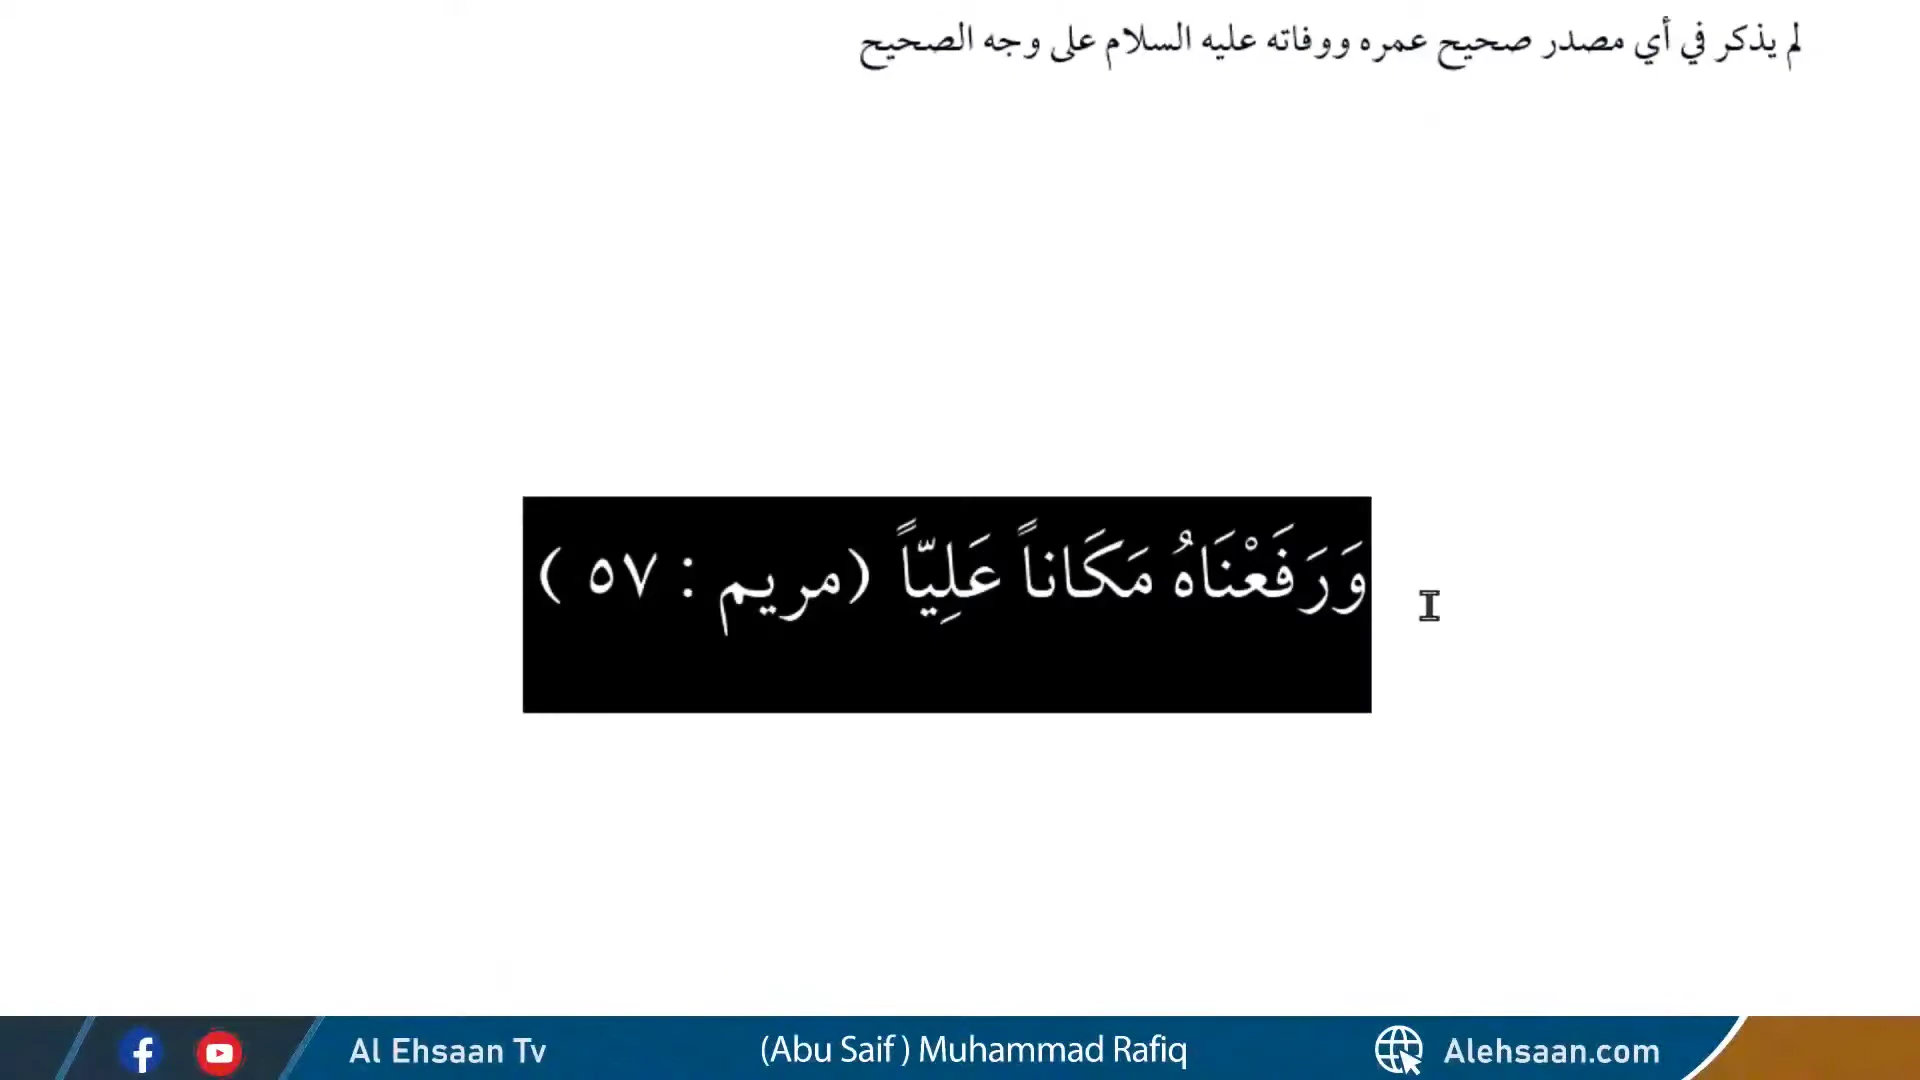 لم يذكر في أي مصدر صحيح عمره ووفاته عليه السلام على وجه الصحيح
وَرَفَعْنَاهُ مَكَاناً عَلِيّاً (مريم : ٥٧ )
Al Ehsaan Tv
(Abu Saif ) Muhammad Rafiq
Alehsaan.com